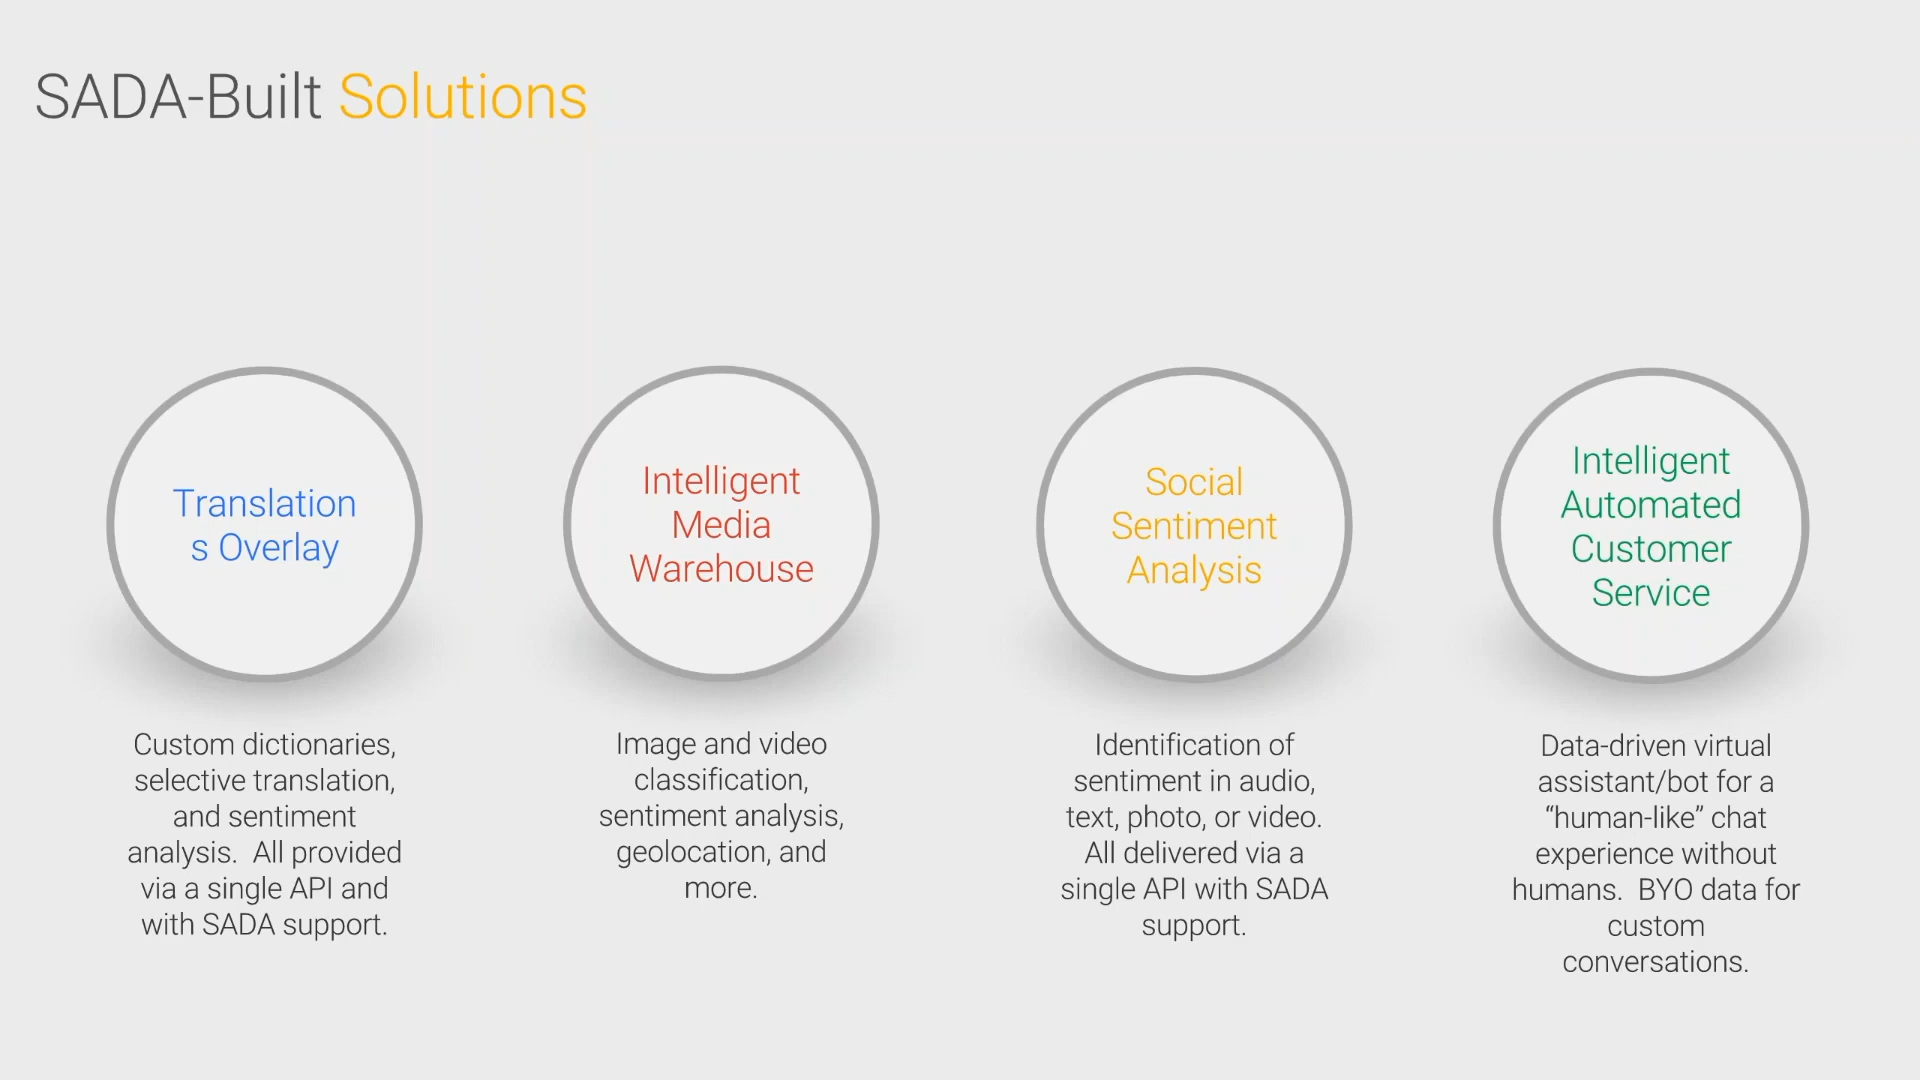 SADA-Built Solutions
Translation
s Overlay
Custom dictionaries,
selective translation,
and sentiment
analysis.  All provided
via a single API and
with SADA support.
Intelligent
Media
Warehouse
Image and video
classification,
sentiment analysis,
geolocation, and
more.
Social
Sentiment
Analysis
Identification of
sentiment in audio,
text, photo, or video.
All delivered via a
single API with SADA
support.
Intelligent
Automated
Customer
Service
Data-driven virtual
assistant/bot for a
“human-like” chat
experience without
humans.  BYO data for
custom
conversations.